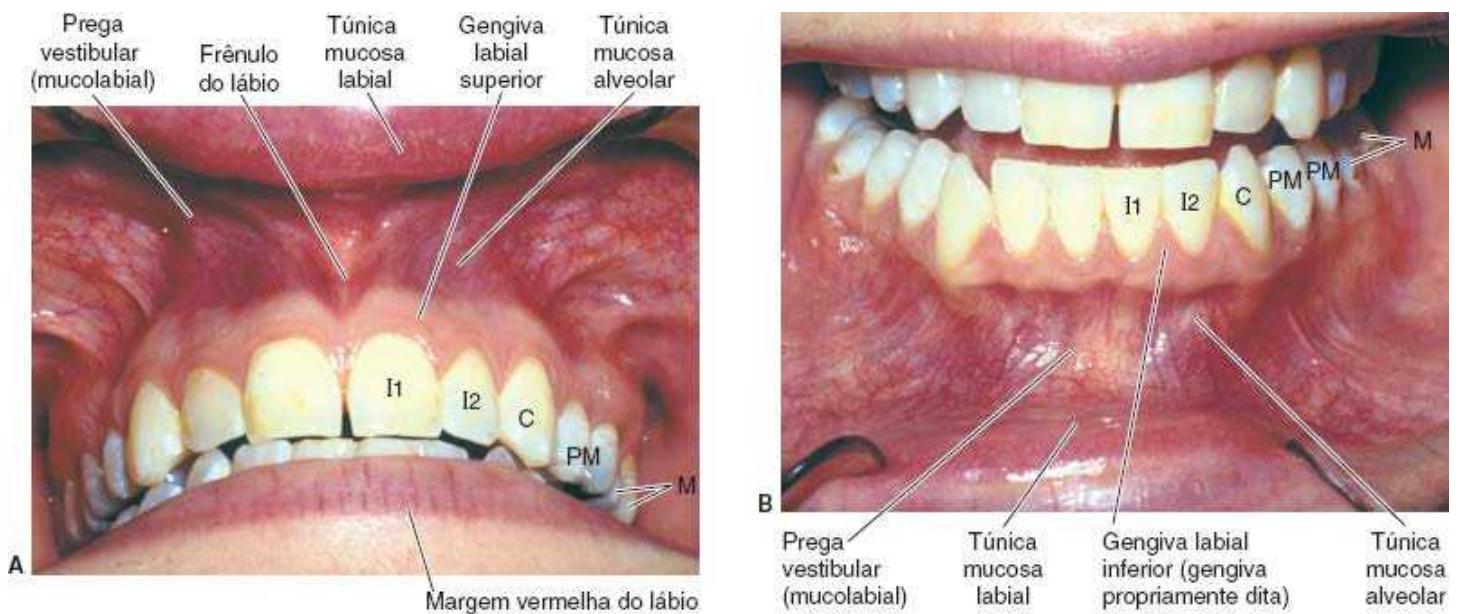 Prega
vestibular
(mucolabial)
Frênulo
do lábio
Túnica
mucosa
labial
Gengiva
labial
superior
Túnica
mucosa
alveolar
I1
I2
C
PM
M
A
Margem vermelha do lábio
M
PM
PM
C
I1
I2
B
Prega
vestibular
(mucolabial)
Túnica
mucosa
labial
Gengiva labial
inferior (gengiva
propriamente dita)
Túnica
mucosa
alveolar